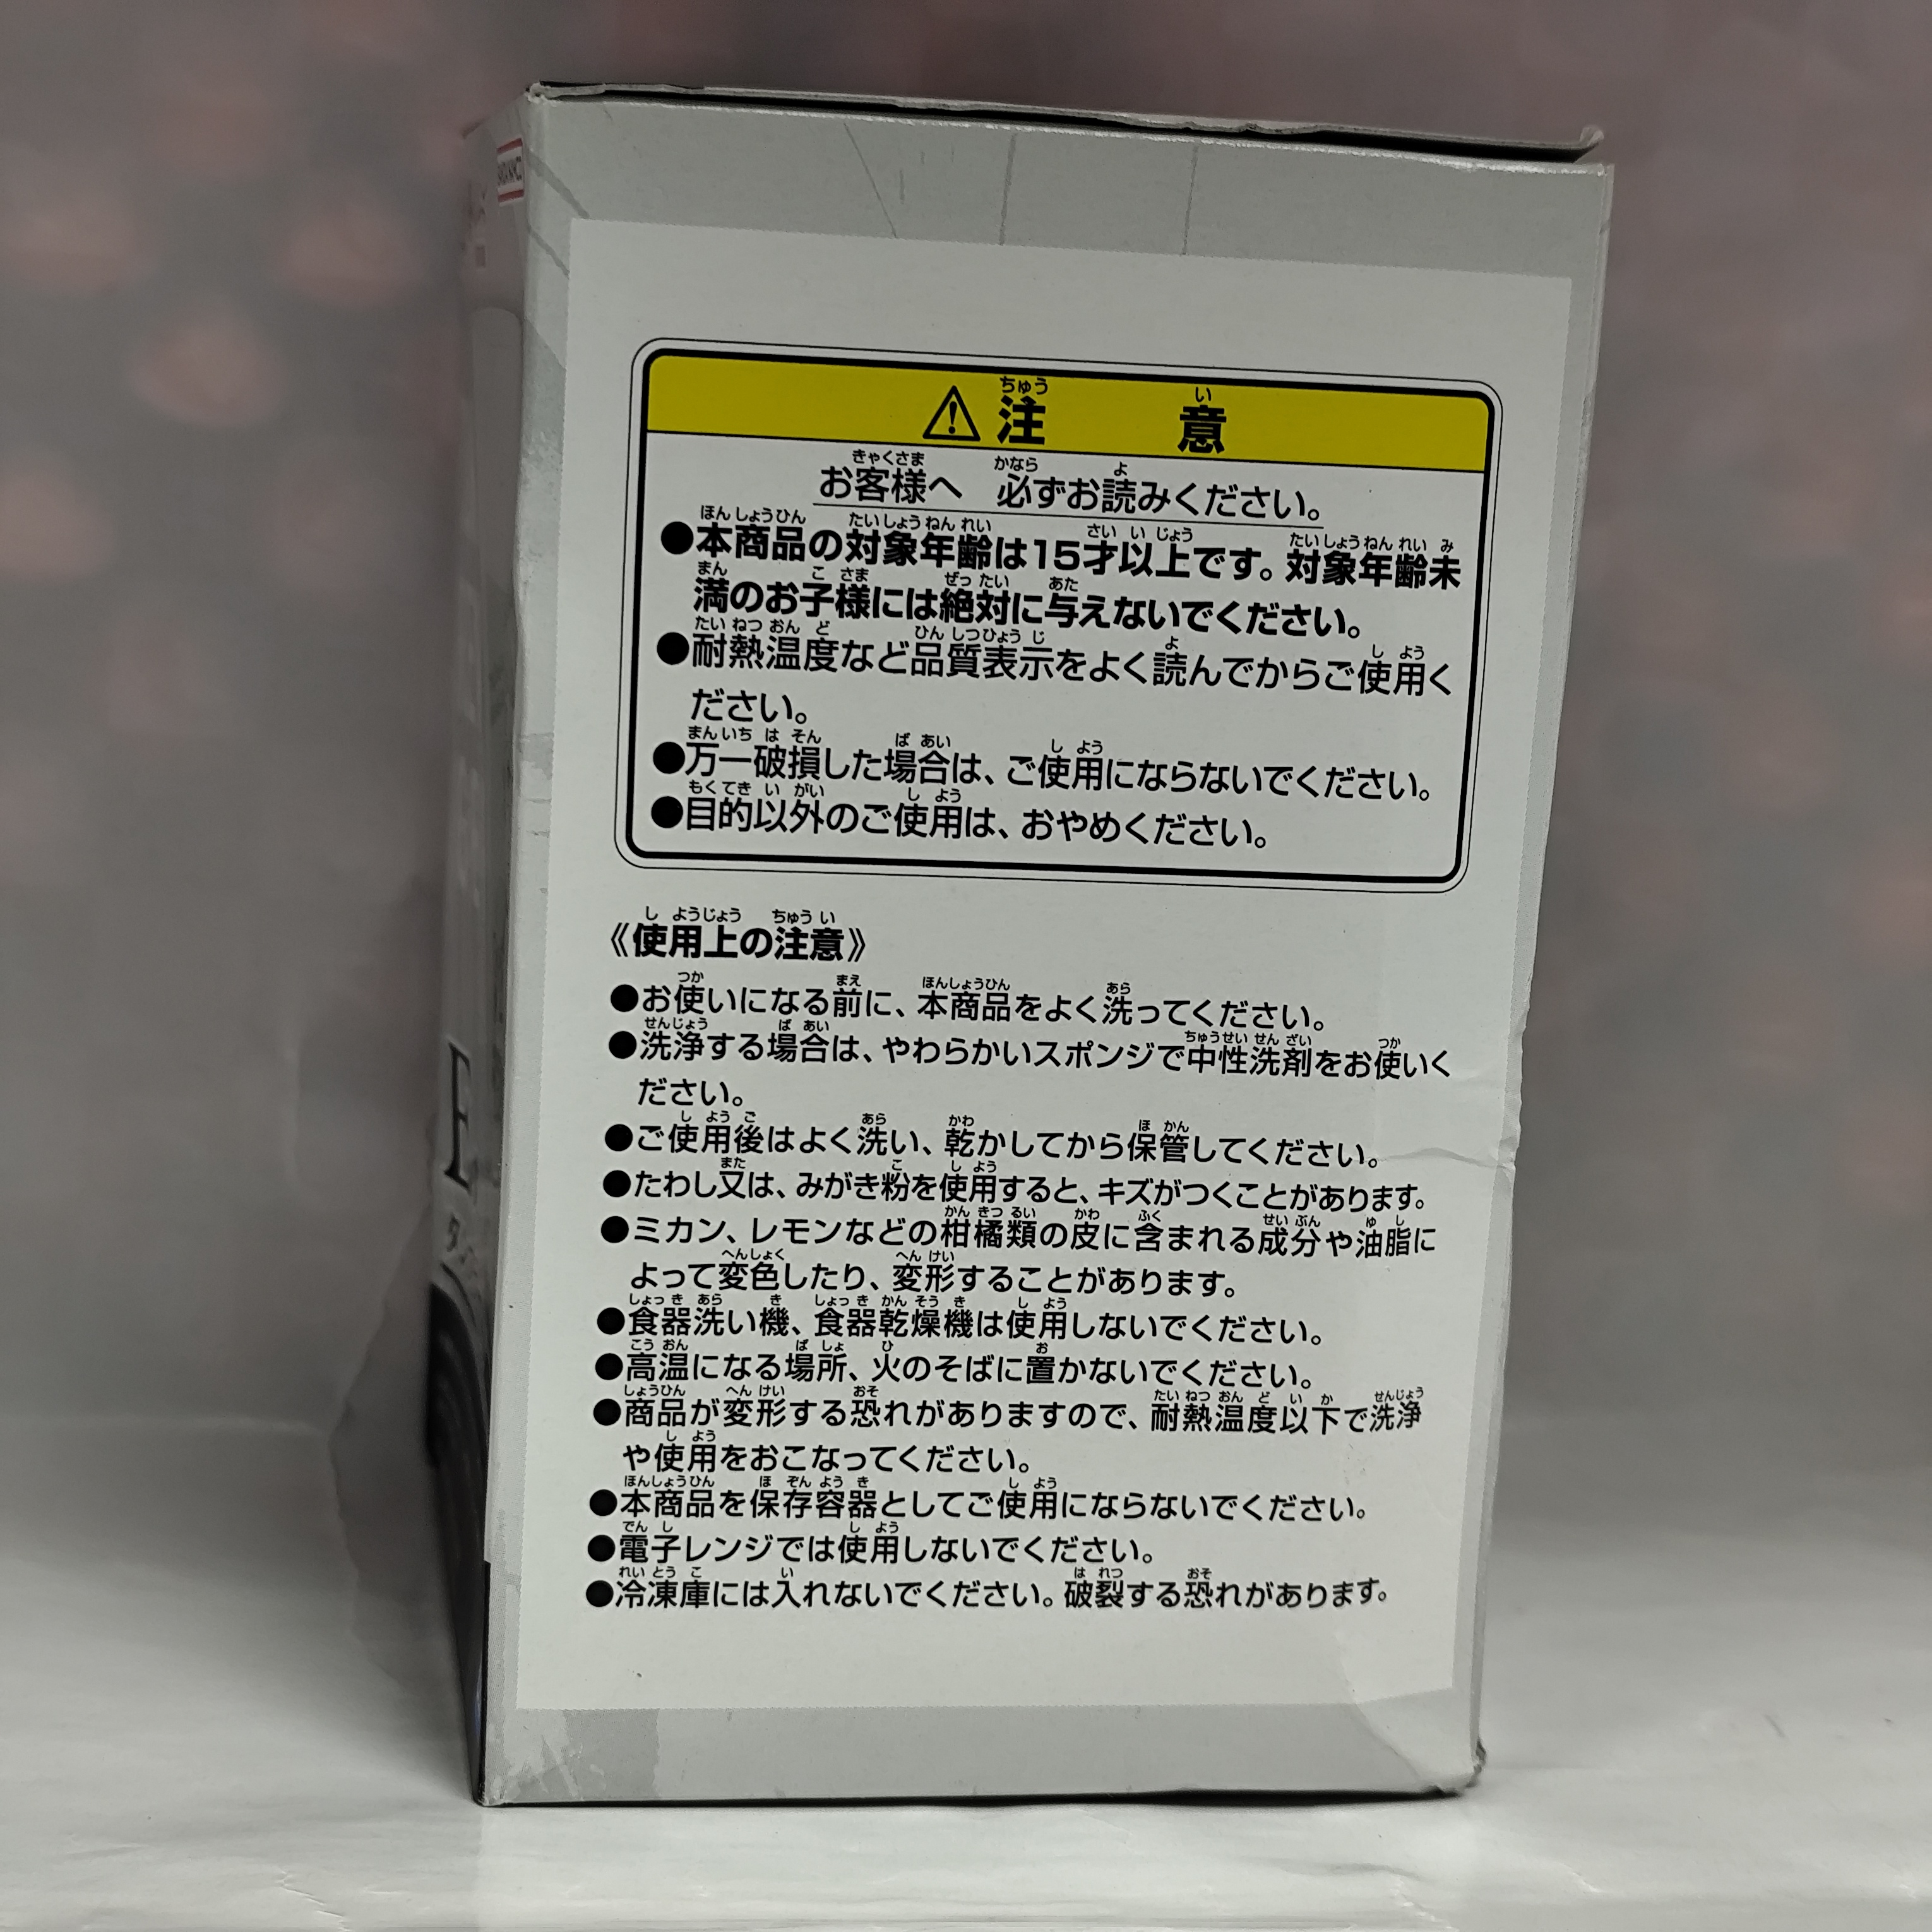 注意
お客様へ 必ずお読みください。
●本商品の対象年齢は15才以上です。対象年齢未
満のお子様には絶対に与えないでください。
●耐熱温度など品質表示をよく読んでからご使用く
ださい。
●万一破損した場合は、ご使用にならないでください。
●目的以外のご使用は、おやめください。
《使用上の注意》
●お使いになる前に、本商品をよく洗ってください。
●洗浄する場合は、やわらかいスポンジで中性洗剤をお使いく
ださい。
●ご使用後はよく洗い、乾かしてから保管してください。
●たわし又は、みがき粉を使用すると、キズがつくことがあります。
●ミカン、レモンなどの柑橘類の皮に含まれる成分や油脂に
よって変色したり、変形することがあります。
●食器洗い機、食器乾燥機は使用しないでください。
●高温になる場所、火のそばに置かないでください。
●商品が変形する恐れがありますので、耐熱温度以下で洗浄
や使用をおこなってください。
●本商品を保存容器としてご使用にならないでください。
●電子レンジでは使用しないでください。
●冷凍庫には入れないでください。破裂する恐れがあります。
E
タ